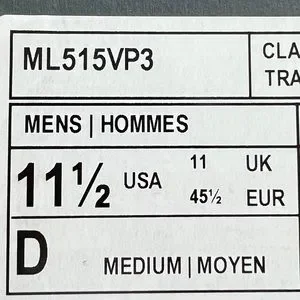 ML515VP3
CLA
TRA
MENS | HOMMES
11½ USA 11 UK
45½ EUR
D MEDIUM | MOYEN